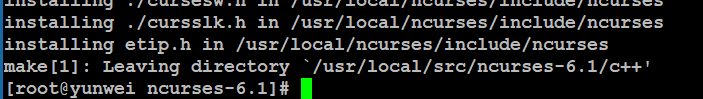 installing ./cursesw.h in /usr/local/ncurses/include/ncurses
installing ./cursslk.h in /usr/local/ncurses/include/ncurses
installing etip.h in /usr/local/ncurses/include/ncurses
make[1]: Leaving directory `/usr/local/src/ncurses-6.1/c++'
[root@yunwei ncurses-6.1]#